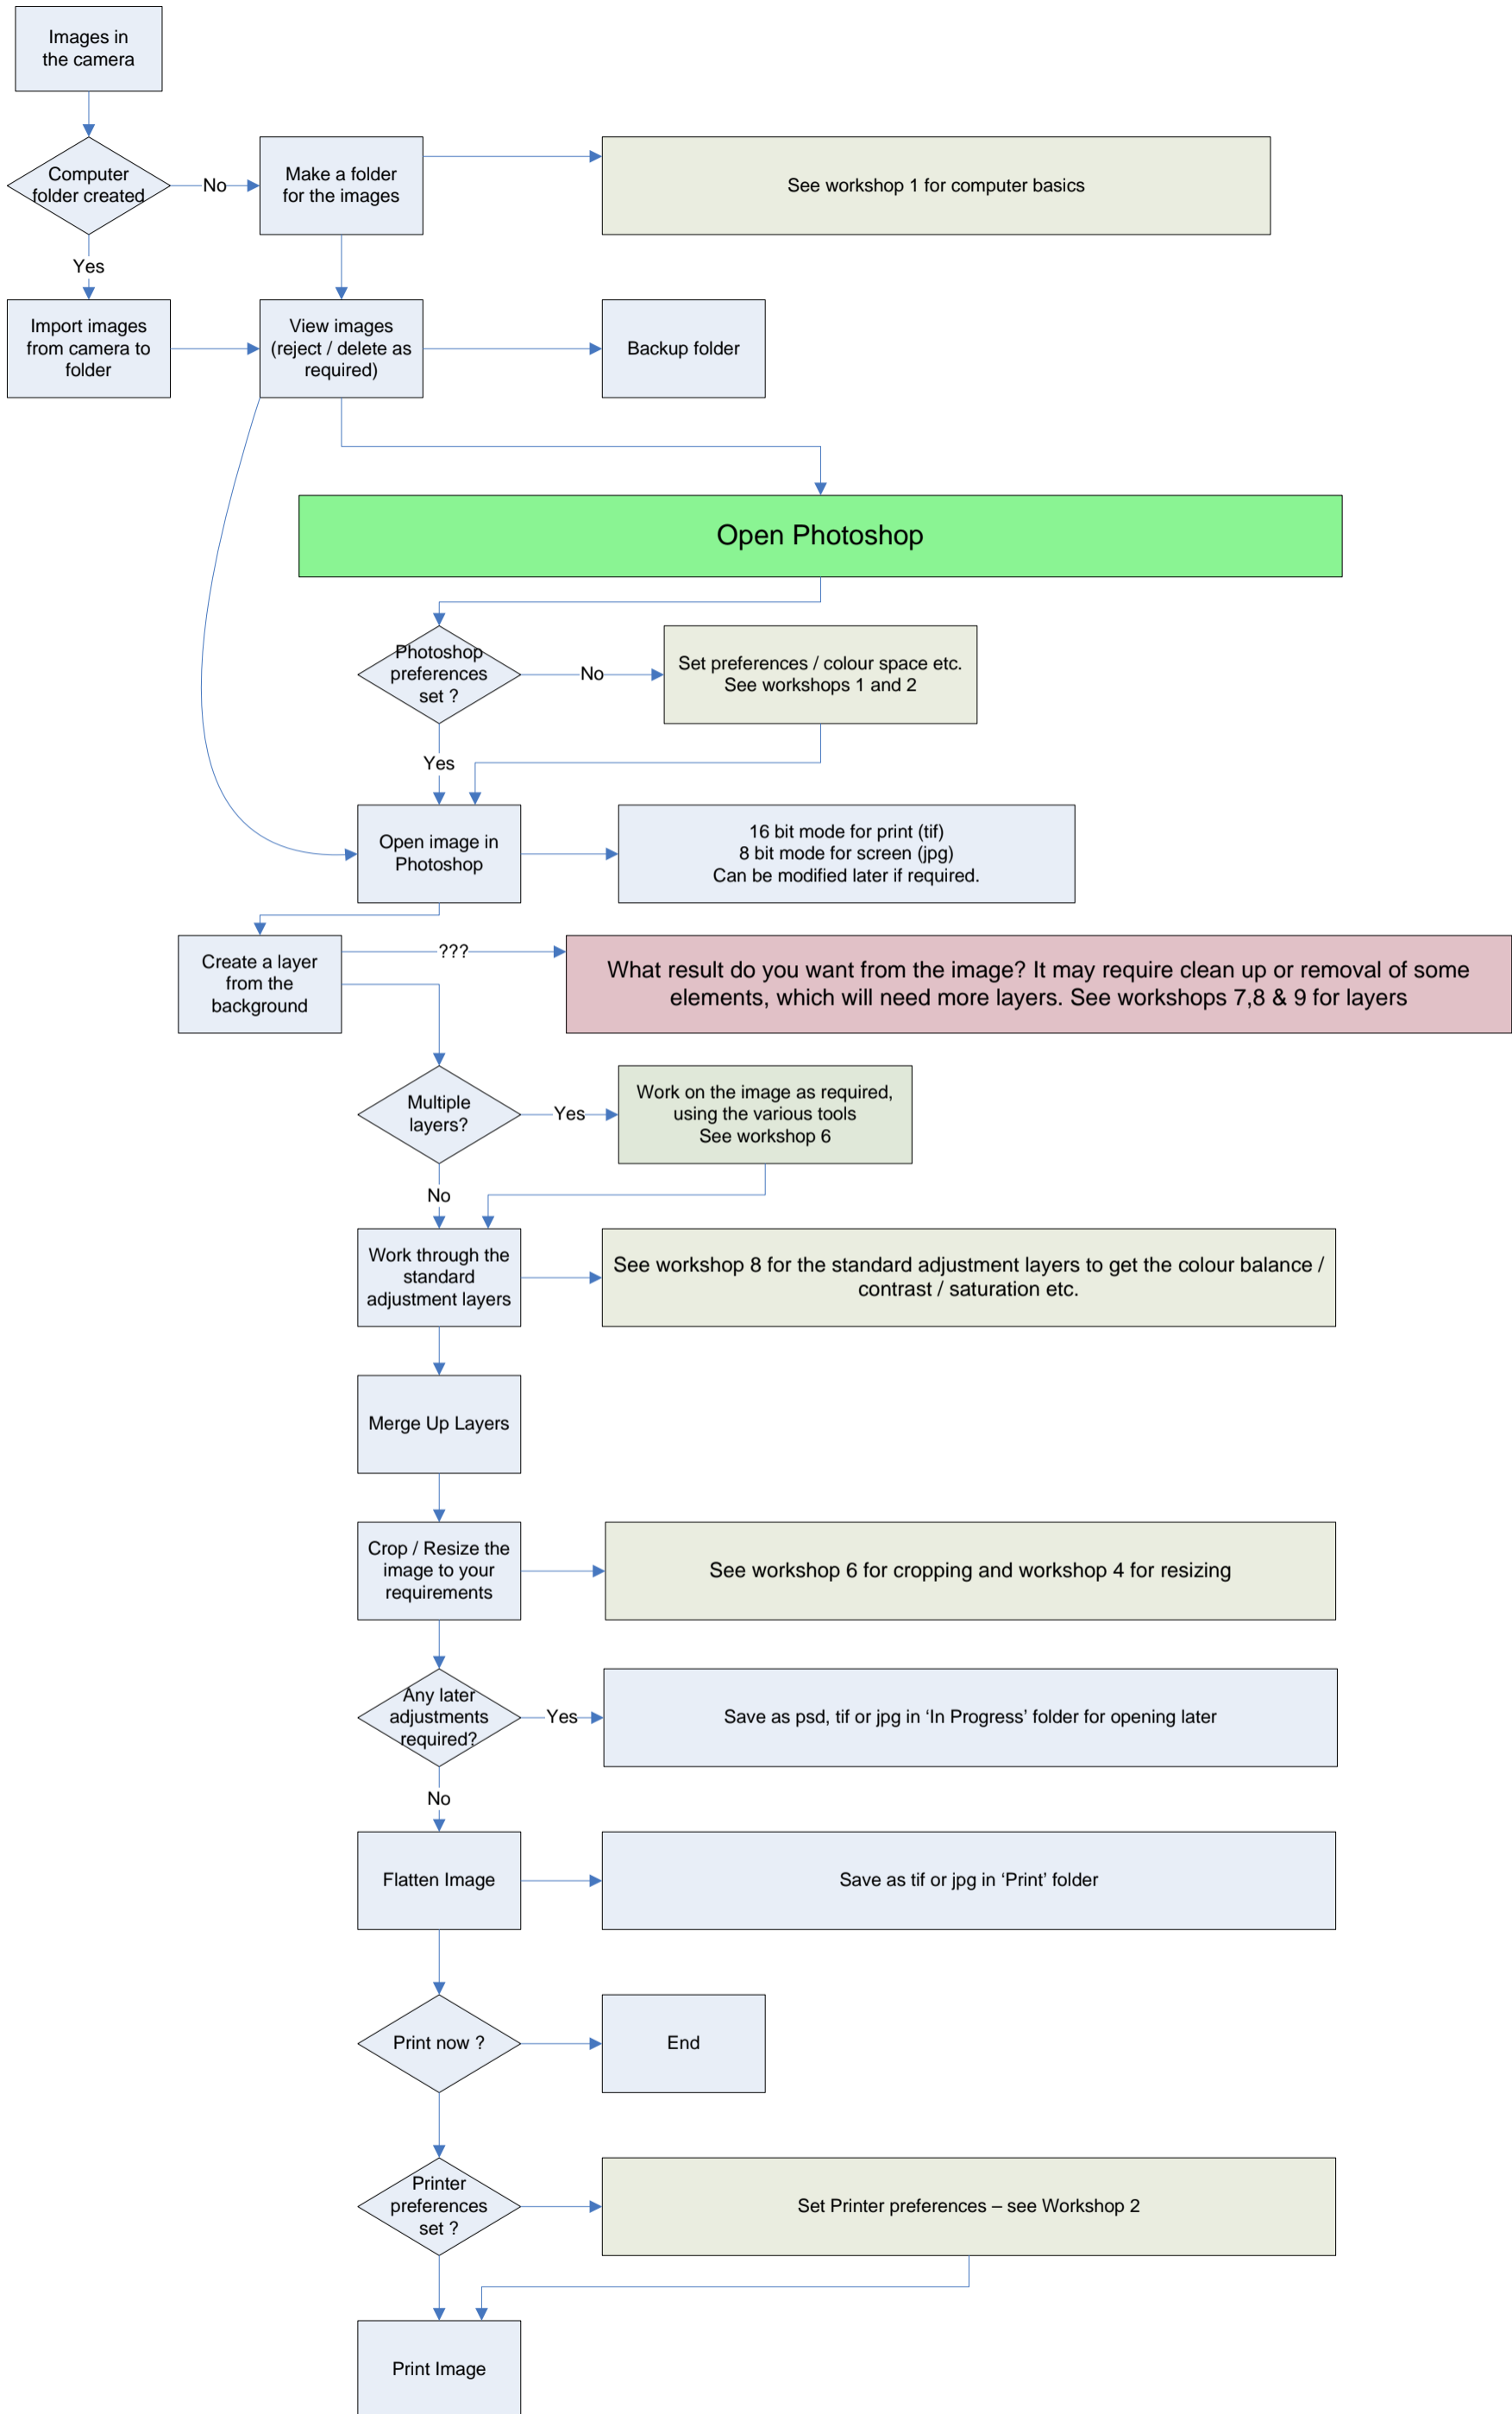 Images in
the camera
Computer
folder created
No
Make a folder
for the images
See workshop 1 for computer basics
Yes
Import images
from camera to
folder
View images
(reject / delete as
required)
Backup folder
Open Photoshop
Photoshop
preferences
set ?
No
Set preferences / colour space etc.
See workshops 1 and 2
Yes
Open image in
Photoshop
16 bit mode for print (tif)
8 bit mode for screen (jpg)
Can be modified later if required.
Create a layer
from the
background
???
What result do you want from the image? It may require clean up or removal of some
elements, which will need more layers. See workshops 7,8 & 9 for layers
Multiple
layers?
Yes
Work on the image as required,
using the various tools
See workshop 6
No
Work through the
standard
adjustment layers
See workshop 8 for the standard adjustment layers to get the colour balance /
contrast / saturation etc.
Merge Up Layers
Crop / Resize the
image to your
requirements
See workshop 6 for cropping and workshop 4 for resizing
Any later
adjustments
required?
Yes
Save as psd, tif or jpg in ‘In Progress’ folder for opening later
No
Flatten Image
Save as tif or jpg in ‘Print’ folder
Print now ?
End
Printer
preferences
set ?
Set Printer preferences – see Workshop 2
Print Image